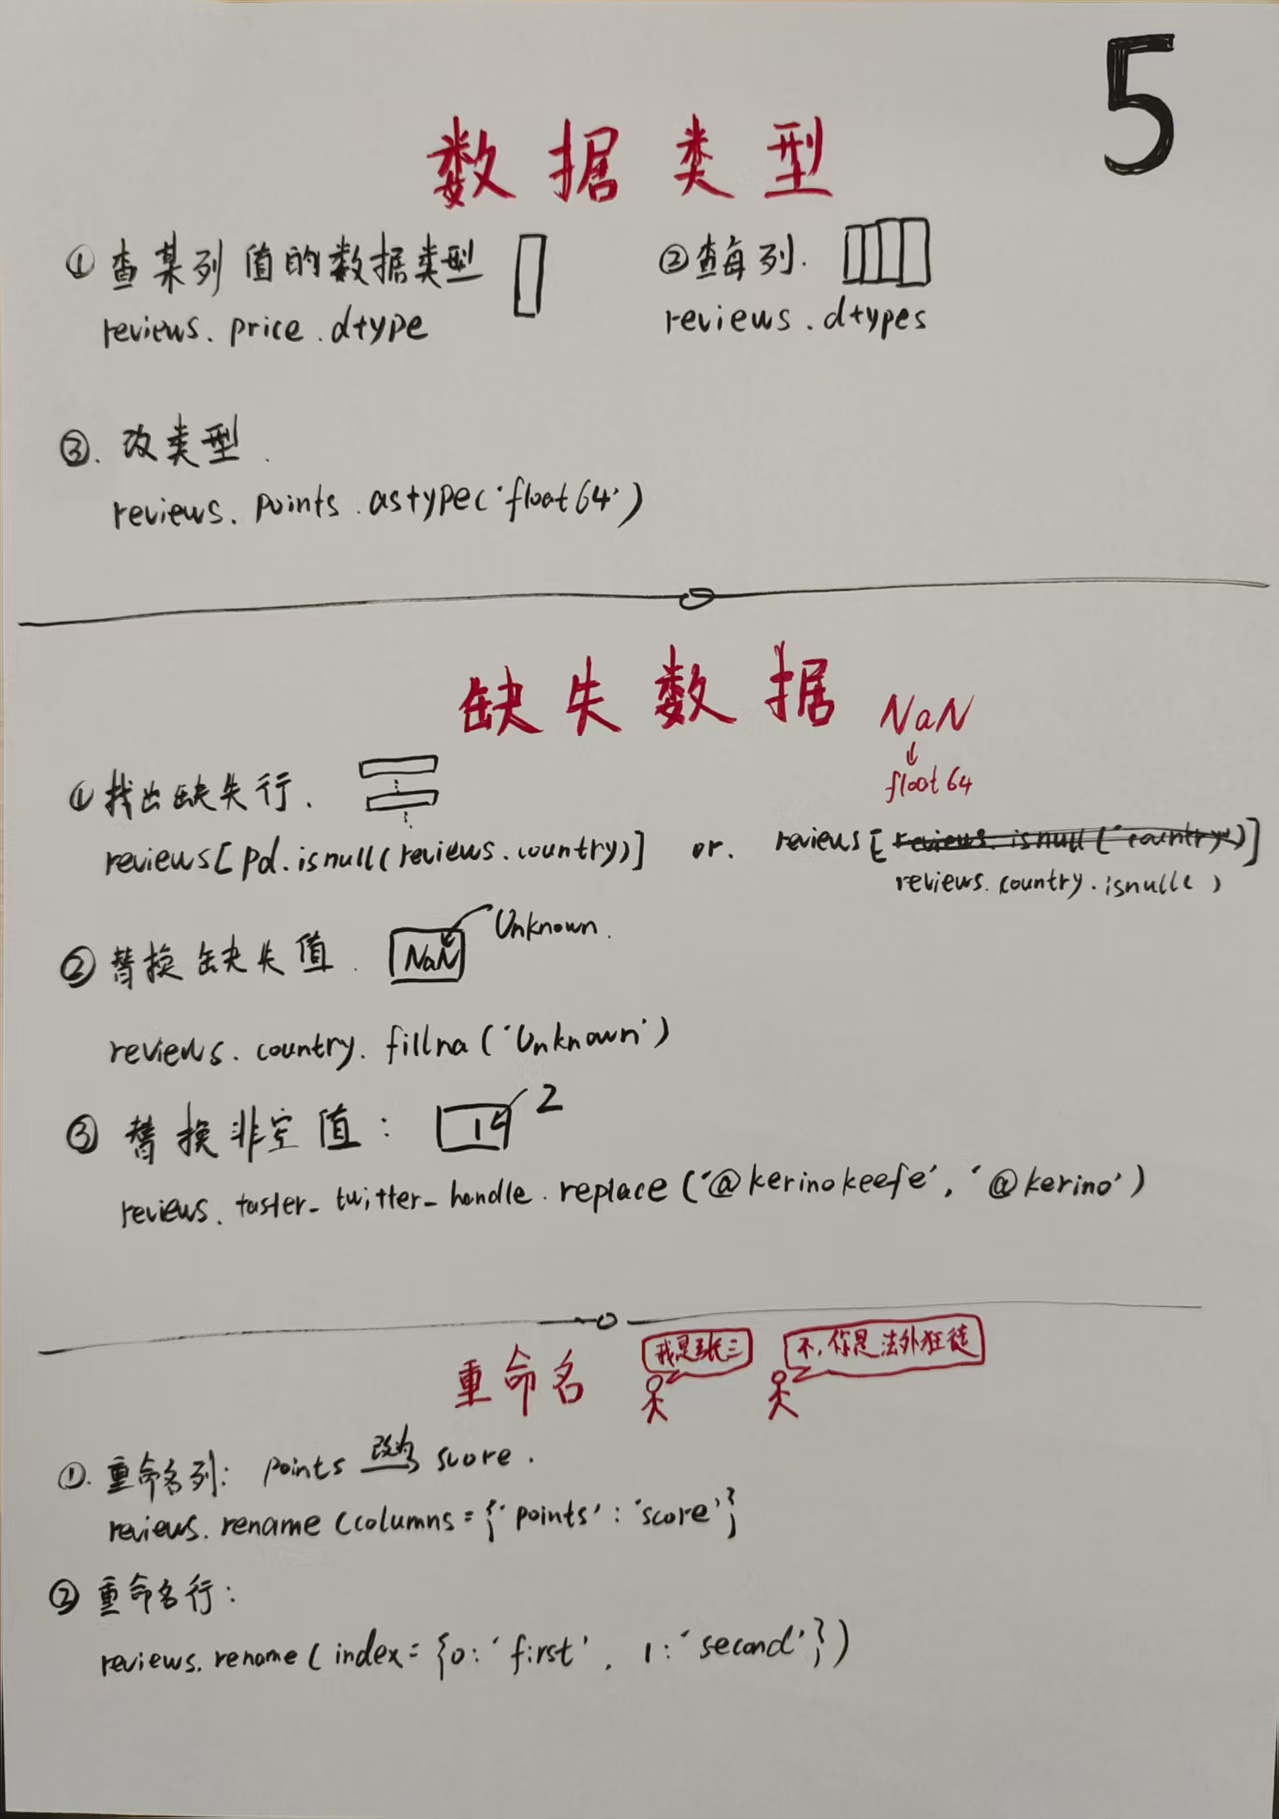 5
数据类型
① 查某列值的数据类型
reviews.price.dtype
② 查每列.
reviews.dtypes
③. 改类型.
reviews.points.astype('float64')
缺失数据 NaN
↓
float64
① 找出缺失行.
reviews[pd.isnull(reviews.country)] or. reviews[reviews.isnull('country')]
reviews.country.isnull()
② 替换缺失值. NaN Unknown.
reviews.country.fillna('Unknown')
③ 替换非空值: 1 2
reviews.taster_twitter_handle.replace('@kerinokeefe', '@kerino')
重命名 我是张三 不,你是法外狂徒
①. 重命名列: points 改为 score.
reviews.rename(columns={'points':'score'}
② 重命名行:
reviews.rename(index={0:'first', 1:'second'})